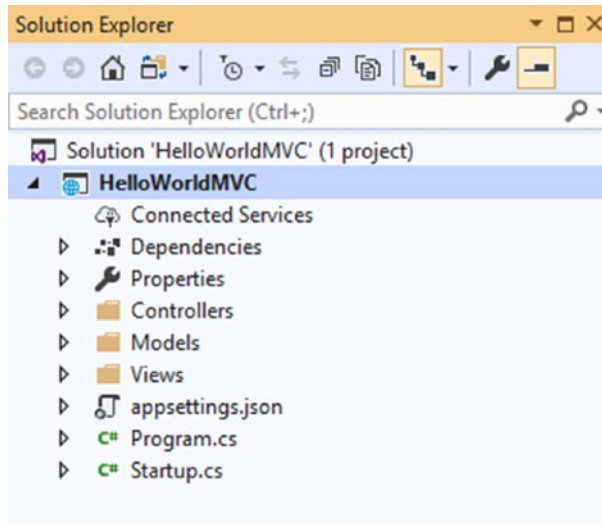 Solution Explorer
Search Solution Explorer (Ctrl+;)
Solution 'HelloWorldMVC' (1 project)
HelloWorldMVC
Connected Services
Dependencies
Properties
Controllers
Models
Views
appsettings.json
C# Program.cs
C# Startup.cs